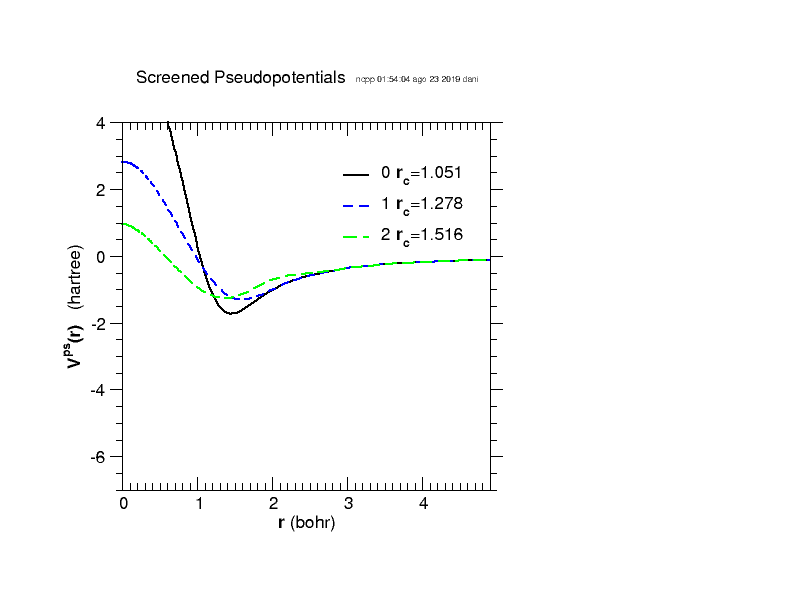 Screened Pseudopotentials ncpp 01:54:04 ago 23 2019 dani
4
2
0
-2
-4
-6
V^ps(r) (hartree)
0 r_c=1.051
1 r_c=1.278
2 r_c=1.516
0 1 2 3 4
r (bohr)